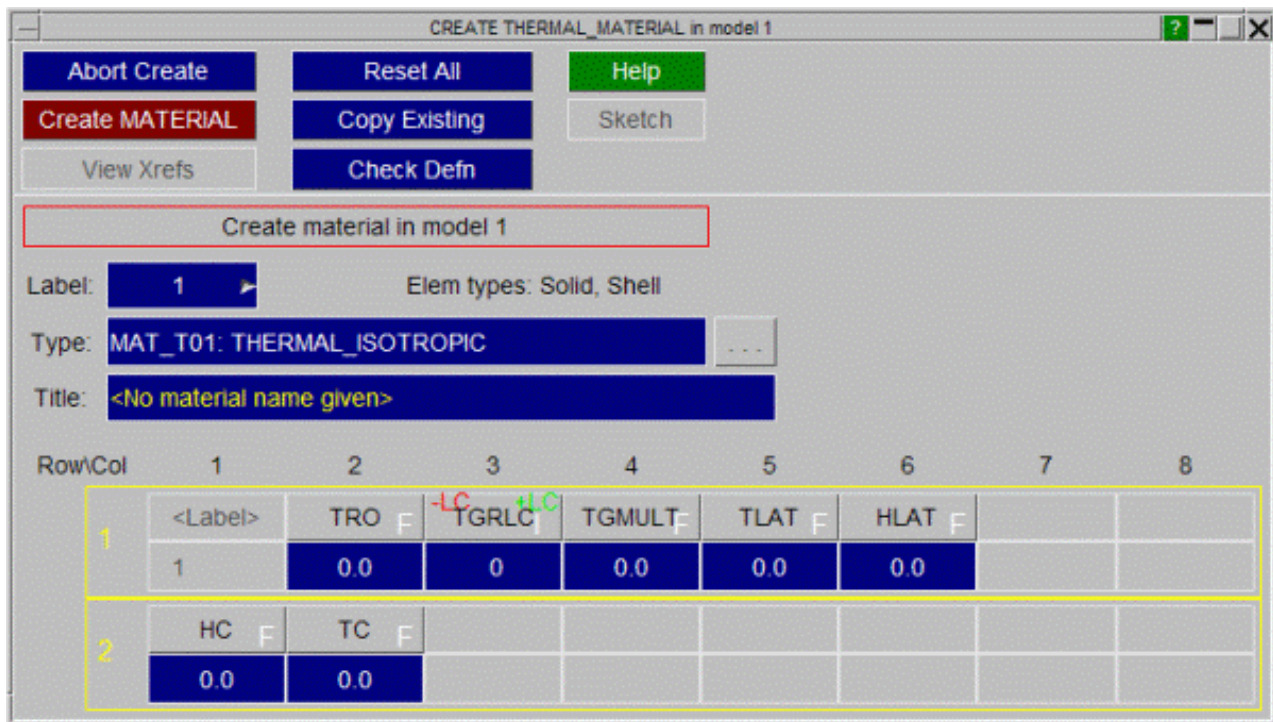 CREATE THERMAL_MATERIAL in model 1
?
Abort Create Reset All Help
Create MATERIAL Copy Existing Sketch
View Xrefs Check Defn
Create material in model 1
Label: 1 Elem types: Solid, Shell
Type: MAT_T01: THERMAL_ISOTROPIC ...
Title: <No material name given>
Row\Col 1 2 3 4 5 6 7 8
-LC +LC
1 <Label> TRO F TGRLC I TGMULT F TLAT F HLAT F
1 0.0 0 0.0 0.0 0.0
2 HC F TC F
0.0 0.0